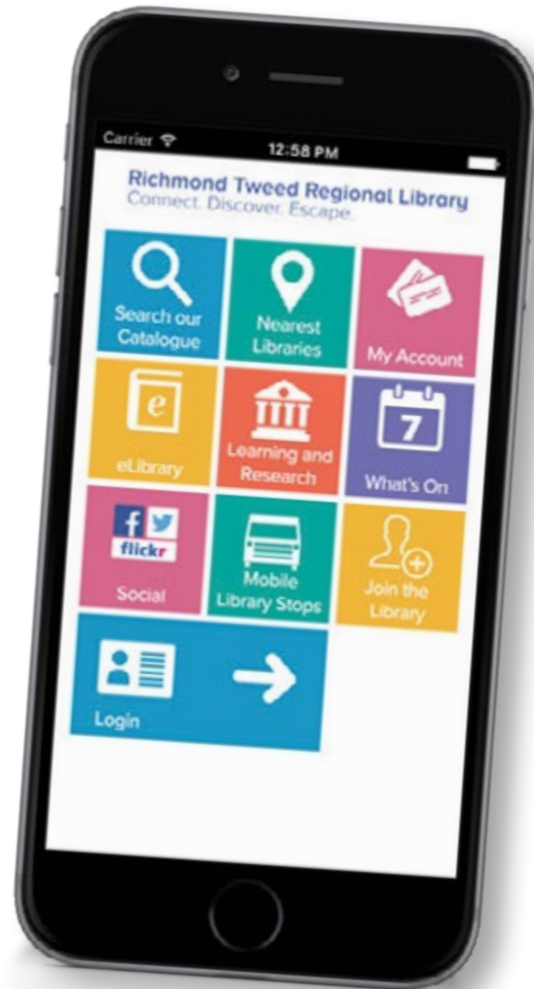 Carrier
12:58 PM
Richmond Tweed Regional Library
Connect. Discover. Escape.
Search our
Catalogue
Nearest
Libraries
My Account
e
eLibrary
Learning and
Research
7
What's On
f
flickr
Social
Mobile
Library Stops
Join the
Library
Login